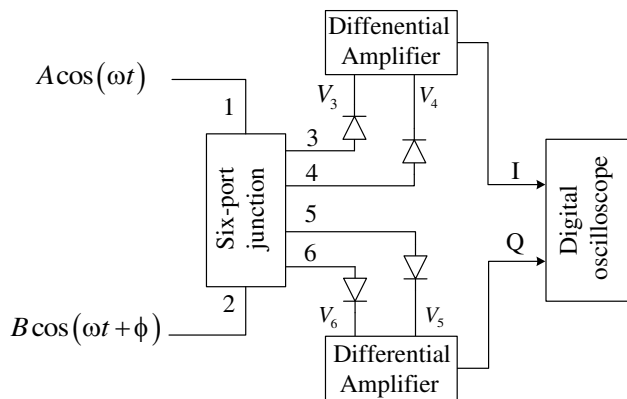 Diffenential
Amplifier
A cos(ωt)
1
V₃
V₄
3
4
Six-port
junction
5
6
2
I
Q
Digital
oscilloscope
B cos(ωt + ϕ)
V₆
V₅
Differential
Amplifier